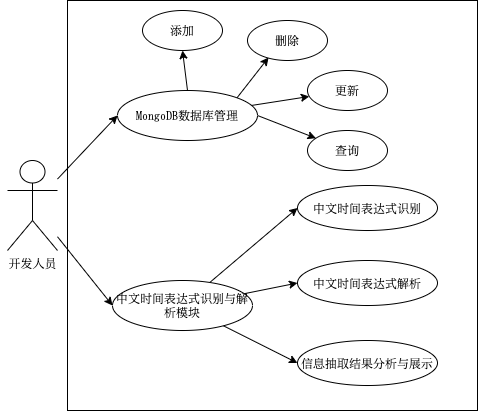 添加
删除
更新
MongoDB数据库管理
查询
中文时间表达式识别
开发人员
中文时间表达式解析
中文时间表达式识别与解
析模块
信息抽取结果分析与展示